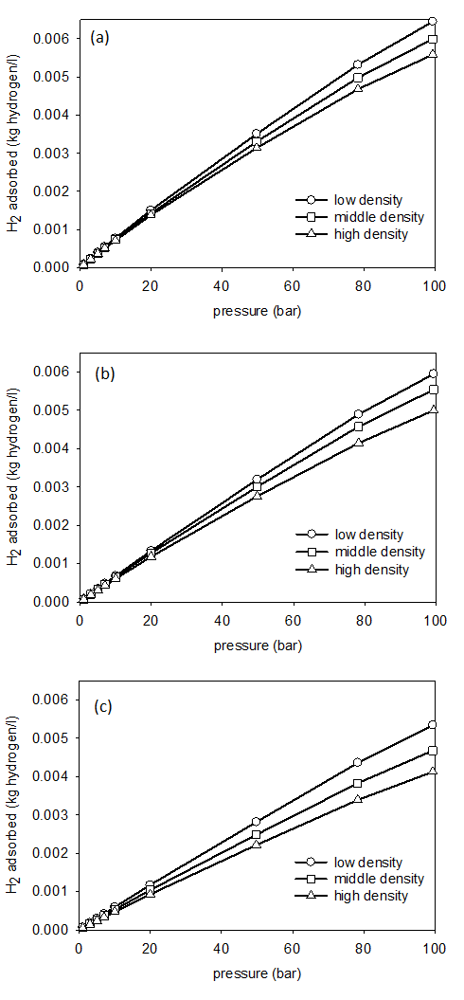 (a)
H2 adsorbed (kg hydrogen/l)
0.006
0.005
0.004
0.003
0.002
0.001
0.000
low density
middle density
high density
0 20 40 60 80 100
pressure (bar)
(b)
H2 adsorbed (kg hydrogen/l)
0.006
0.005
0.004
0.003
0.002
0.001
0.000
low density
middle density
high density
0 20 40 60 80 100
pressure (bar)
(c)
H2 adsorbed (kg hydrogen/l)
0.006
0.005
0.004
0.003
0.002
0.001
0.000
low density
middle density
high density
0 20 40 60 80 100
pressure (bar)